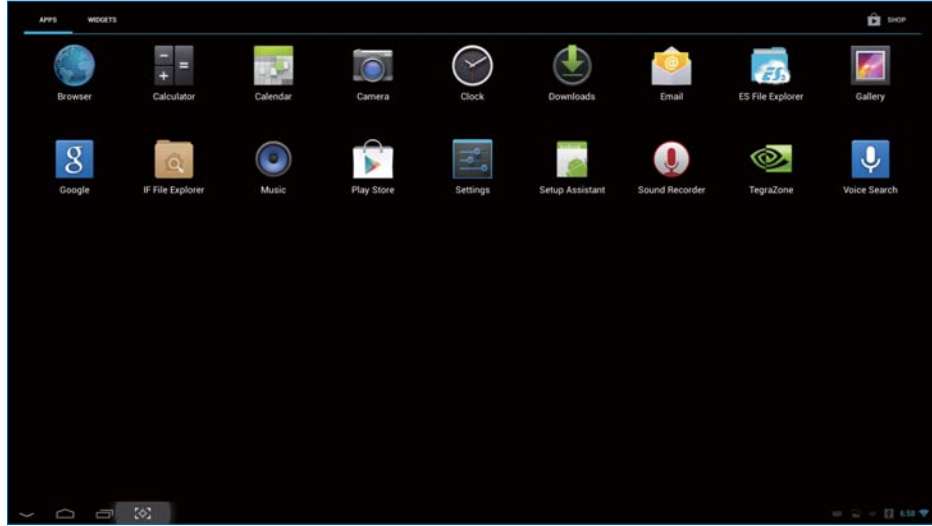 APPS WIDGETS SHOP
Browser Calculator Calendar Camera Clock Downloads Email ES File Explorer Gallery
Google IF File Explorer Music Play Store Settings Setup Assistant Sound Recorder TegraZone Voice Search
6:58